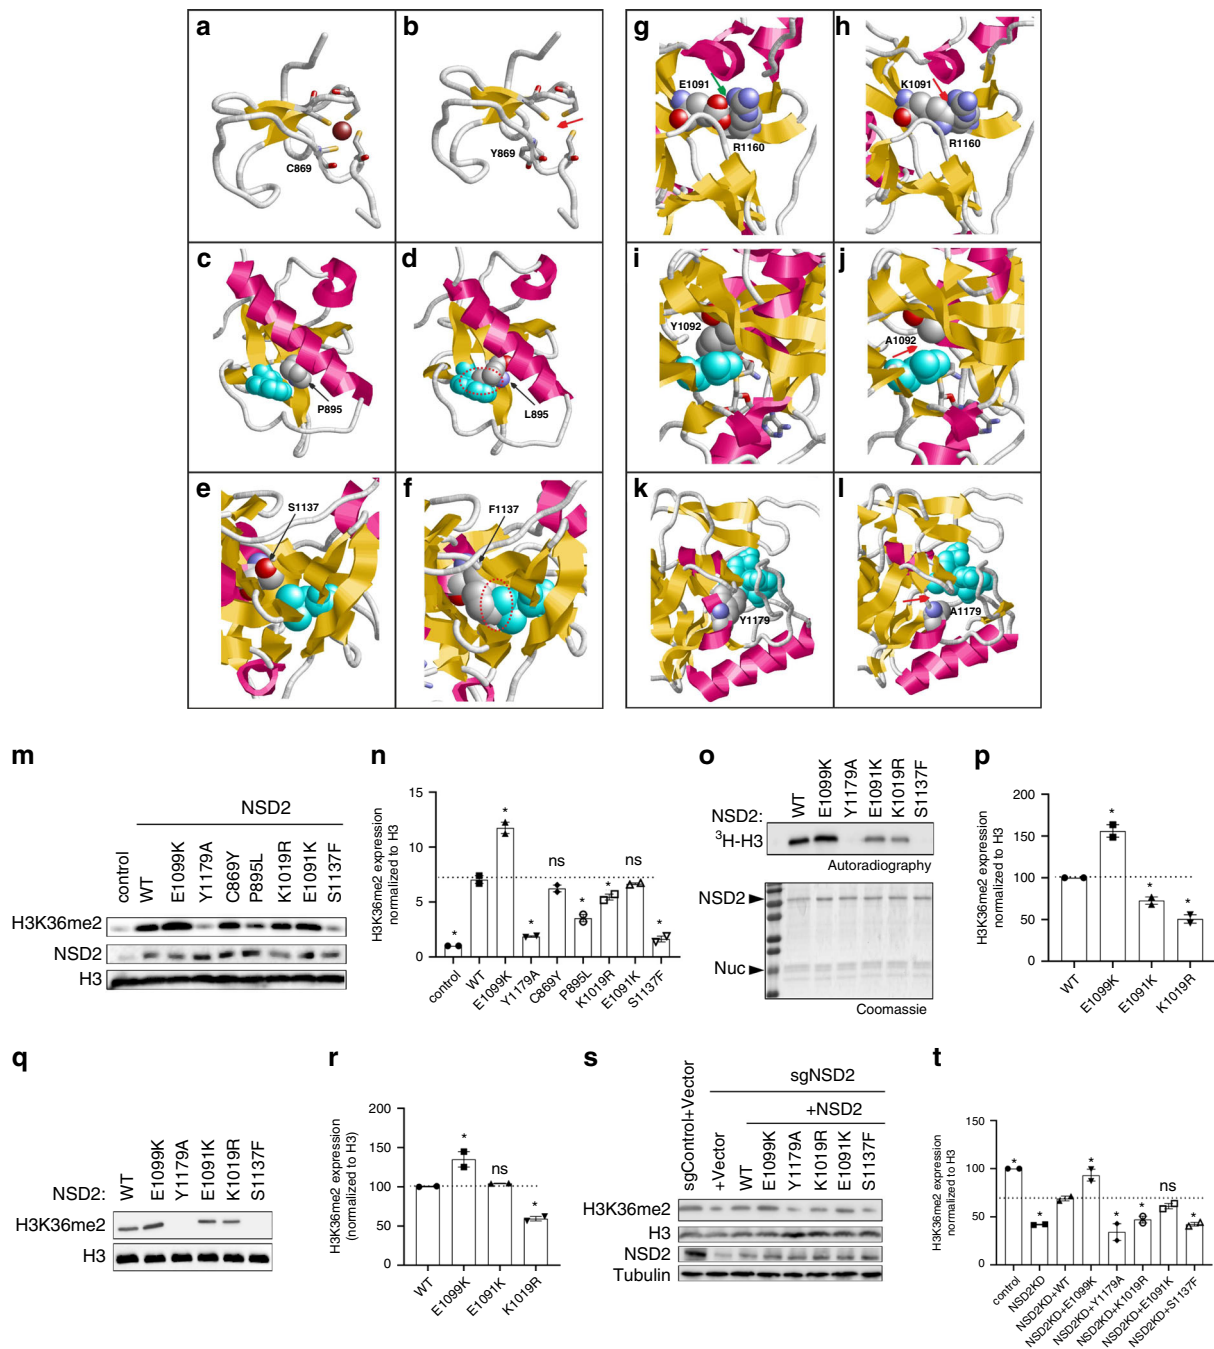 a
b
C869
Y869
c
d
P895
L895
e
f
S1137
F1137
g
h
E1091
R1160
K1091
R1160
i
j
Y1092
A1092
k
l
Y1179
A1179
m
NSD2
control
WT
E1099K
Y1179A
C869Y
P895L
K1019R
E1091K
S1137F
H3K36me2
NSD2
H3
n
H3K36me2 expression
normalized to H3
15
10
5
0
*
*
ns
*
*
ns
*
control
WT
E1099K
Y1179A
C869Y
P895L
K1019R
E1091K
S1137F
o
NSD2:
WT
E1099K
Y1179A
E1091K
K1019R
S1137F
³H-H3
Autoradiography
NSD2
Nuc
Coomassie
p
H3K36me2 expression
normalized to H3
200
150
100
50
0
*
*
*
WT
E1099K
E1091K
K1019R
q
NSD2:
WT
E1099K
Y1179A
E1091K
K1019R
S1137F
H3K36me2
H3
r
H3K36me2 expression
(normalized to H3)
200
150
100
50
0
*
ns
*
WT
E1099K
E1091K
K1019R
s
sgControl+Vector
sgNSD2
+NSD2
+Vector
WT
E1099K
Y1179A
K1019R
E1091K
S1137F
H3K36me2
H3
NSD2
Tubulin
t
H3K36me2 expression
normalized to H3
150
100
50
0
*
*
*
*
*
ns
*
control
NSD2KD
NSD2KD+WT
NSD2KD+E1099K
NSD2KD+Y1179A
NSD2KD+K1019R
NSD2KD+E1091K
NSD2KD+S1137F